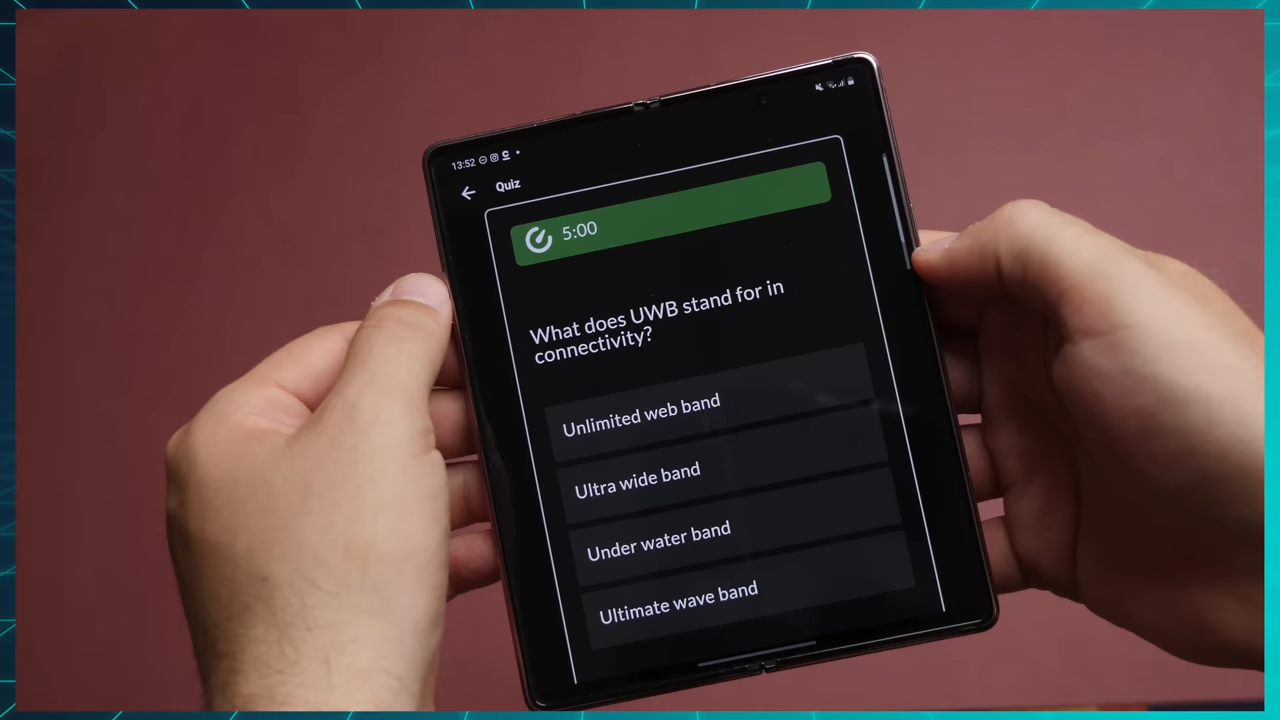 13:52
Quiz
5:00
What does UWB stand for in
connectivity?
Unlimited web band
Ultra wide band
Under water band
Ultimate wave band